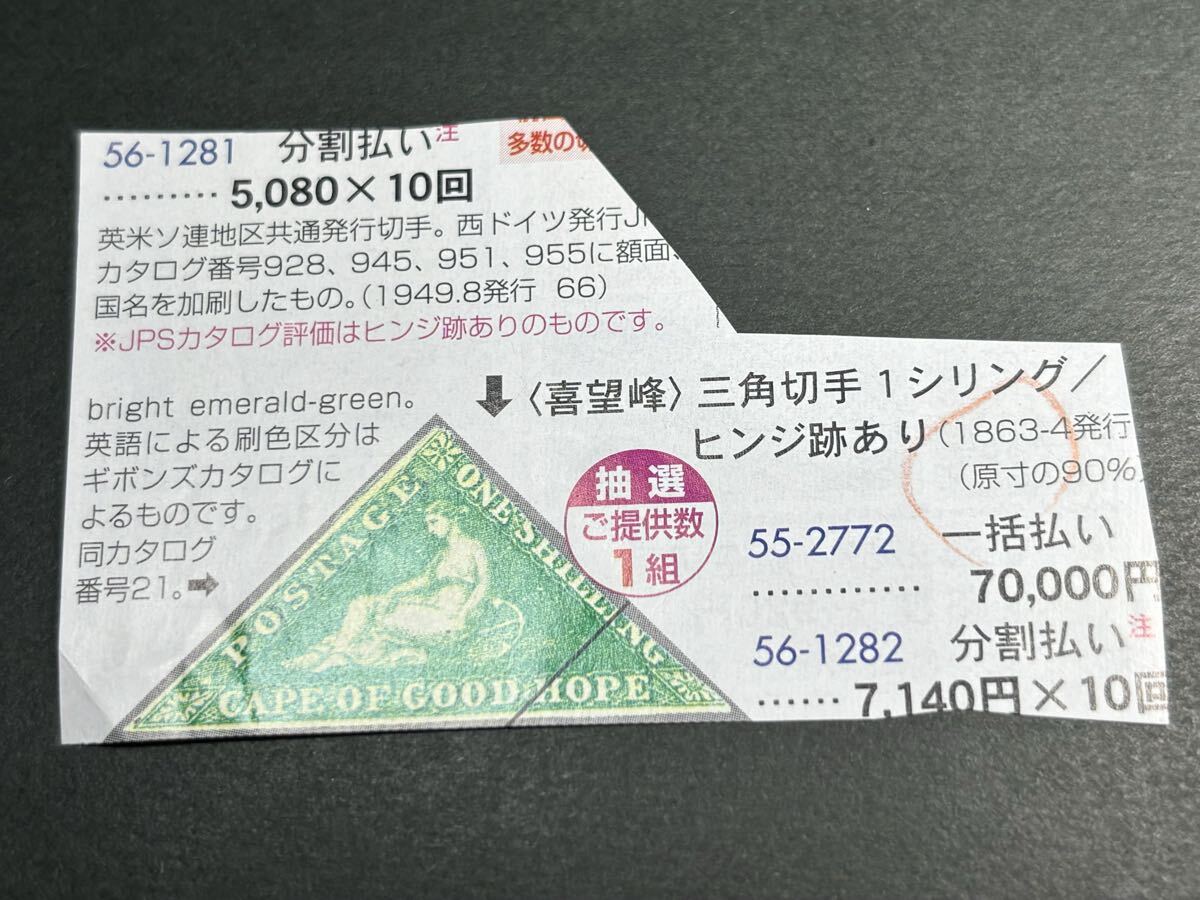 56-1281 分割払い注
……… 5,080×10回
多数の
英米ソ連地区共通発行切手。西ドイツ発行J
カタログ番号928、945、951、955に額面、
国名を加刷したもの。(1949.8発行 66)
※JPSカタログ評価はヒンジ跡ありのものです。
bright emerald-green。
英語による刷色区分は
ギボンズカタログに
よるものです。
同カタログ
番号21。➡
⬇〈喜望峰〉三角切手1シリング/
ヒンジ跡あり(1863-4発行
(原寸の90%)
抽選
ご提供数
1組
55-2772 一括払い
………… 70,000円
56-1282 分割払い注
…… 7,140円×10回
POSTAGE
ONE SHILLING
CAPE OF GOOD HOPE